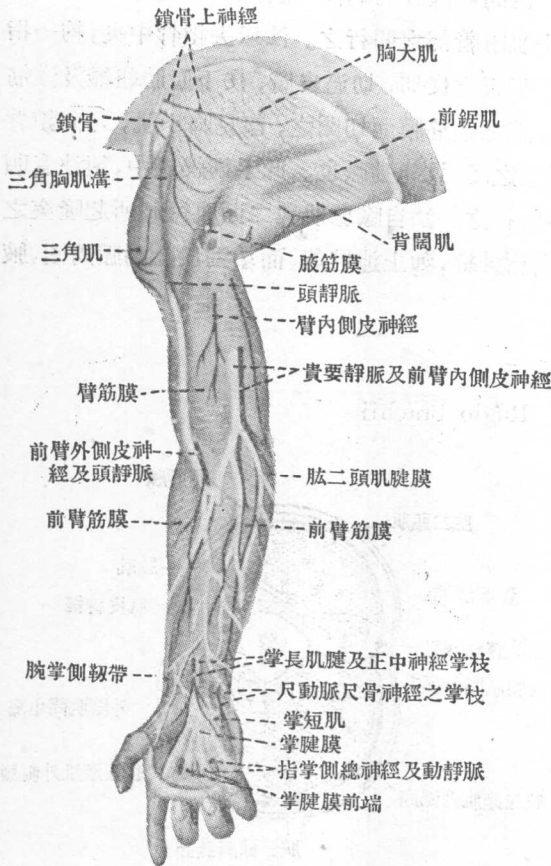 鎖骨上神經
胸大肌
前鋸肌
鎖骨
三角胸肌溝
背闊肌
三角肌
腋筋膜
頭靜脈
臂內側皮神經
貴要靜脈及前臂內側皮神經
臂筋膜
前臂外側皮神
經及頭靜脈
肱二頭肌腱膜
前臂筋膜
前臂筋膜
腕掌側韌帶
掌長肌腱及正中神經掌枝
尺動脈尺骨神經之掌枝
掌短肌
掌腱膜
指掌側總神經及動靜脈
掌腱膜前端